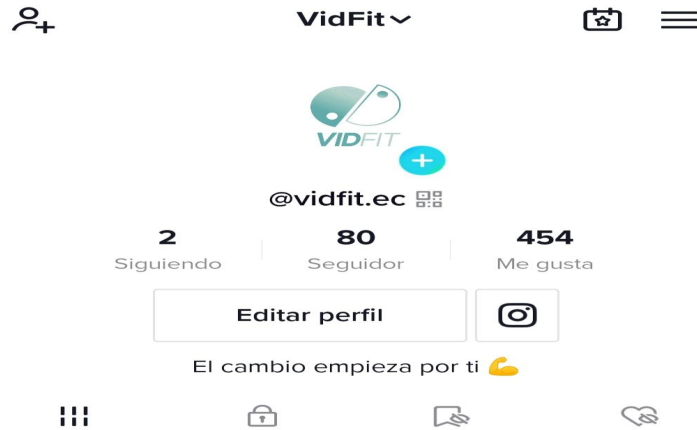 VidFit
VIDFIT
@vidfit.ec
2 80 454
Siguiendo Seguidor Me gusta
Editar perfil
El cambio empieza por ti 💪